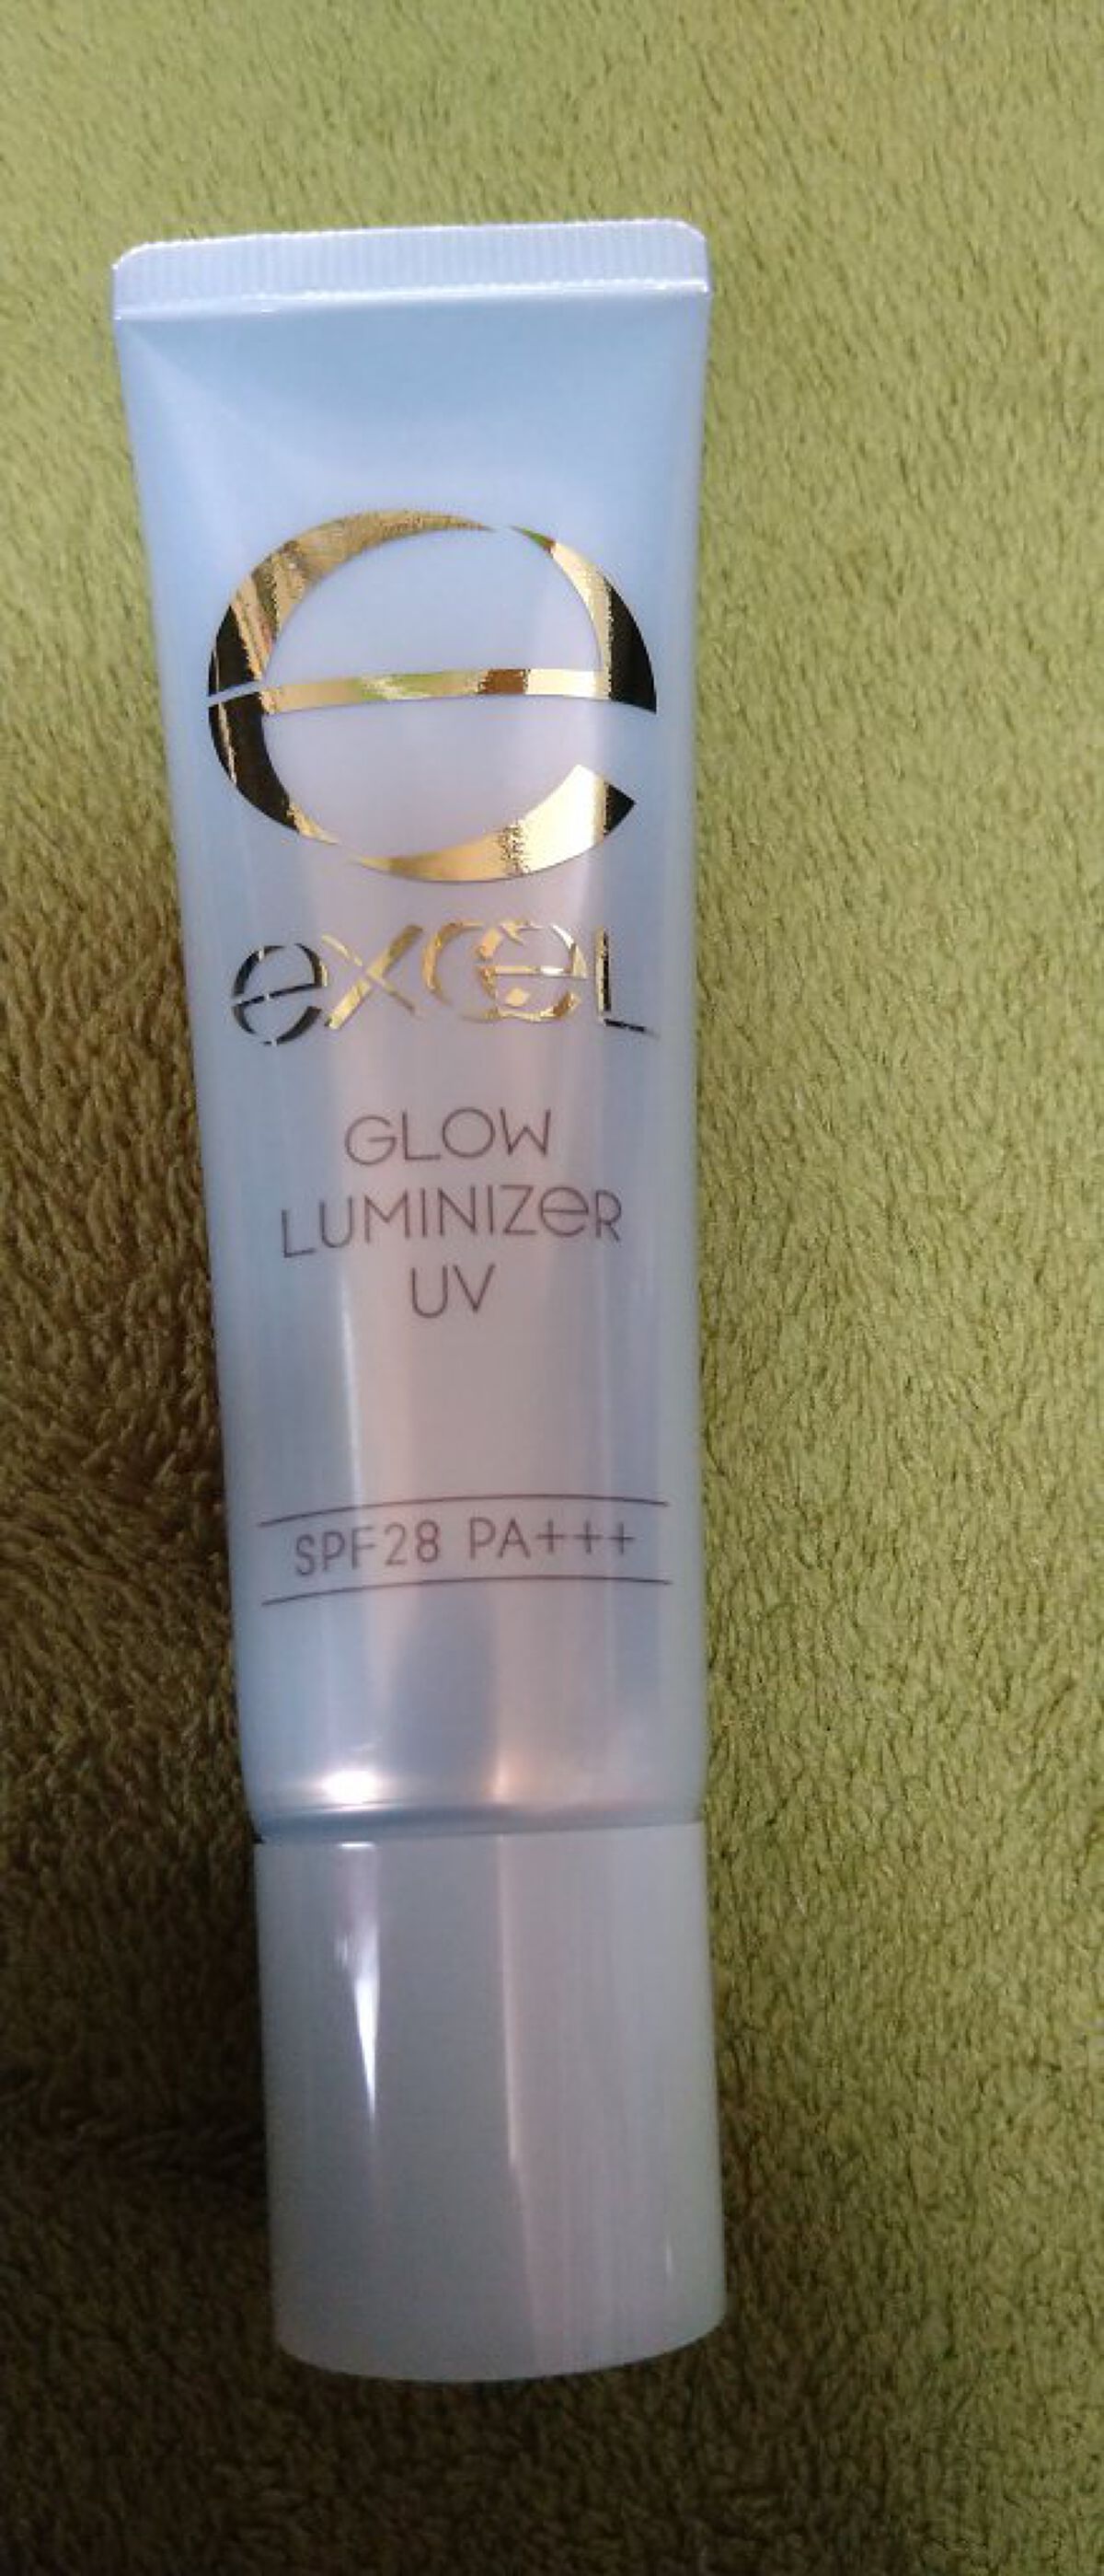 e
excel
GLOW
LUMINIZER
UV
SPF28 PA+++